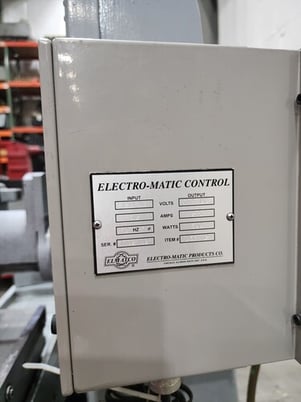 ELECTRO-MATIC CONTROL
INPUT OUTPUT
VOLTS
AMPS
HZ WATTS
SER. # ITEM #
ELMATCO ®
ELECTRO-MATIC PRODUCTS CO.